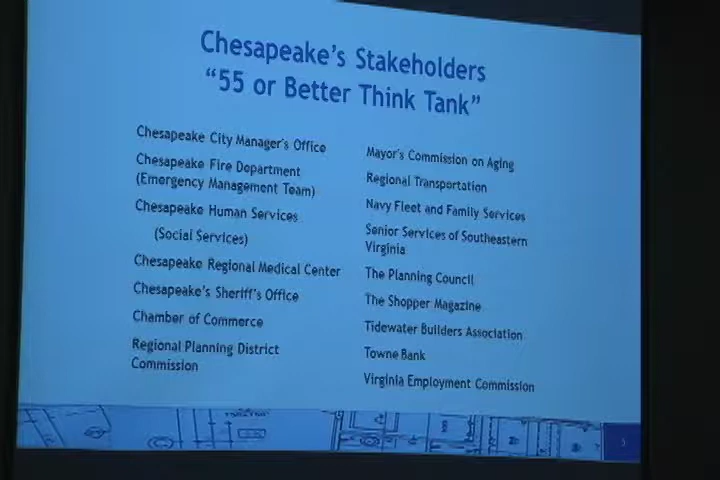 Chesapeake's Stakeholders
"55 or Better Think Tank"
Chesapeake City Manager's Office
Chesapeake Fire Department
(Emergency Management Team)
Chesapeake Human Services
(Social Services)
Chesapeake Regional Medical Center
Chesapeake's Sheriff's Office
Chamber of Commerce
Regional Planning District
Commission
Mayor's Commission on Aging
Regional Transportation
Navy Fleet and Family Services
Senior Services of Southeastern
Virginia
The Planning Council
The Shopper Magazine
Tidewater Builders Association
Towne Bank
Virginia Employment Commission